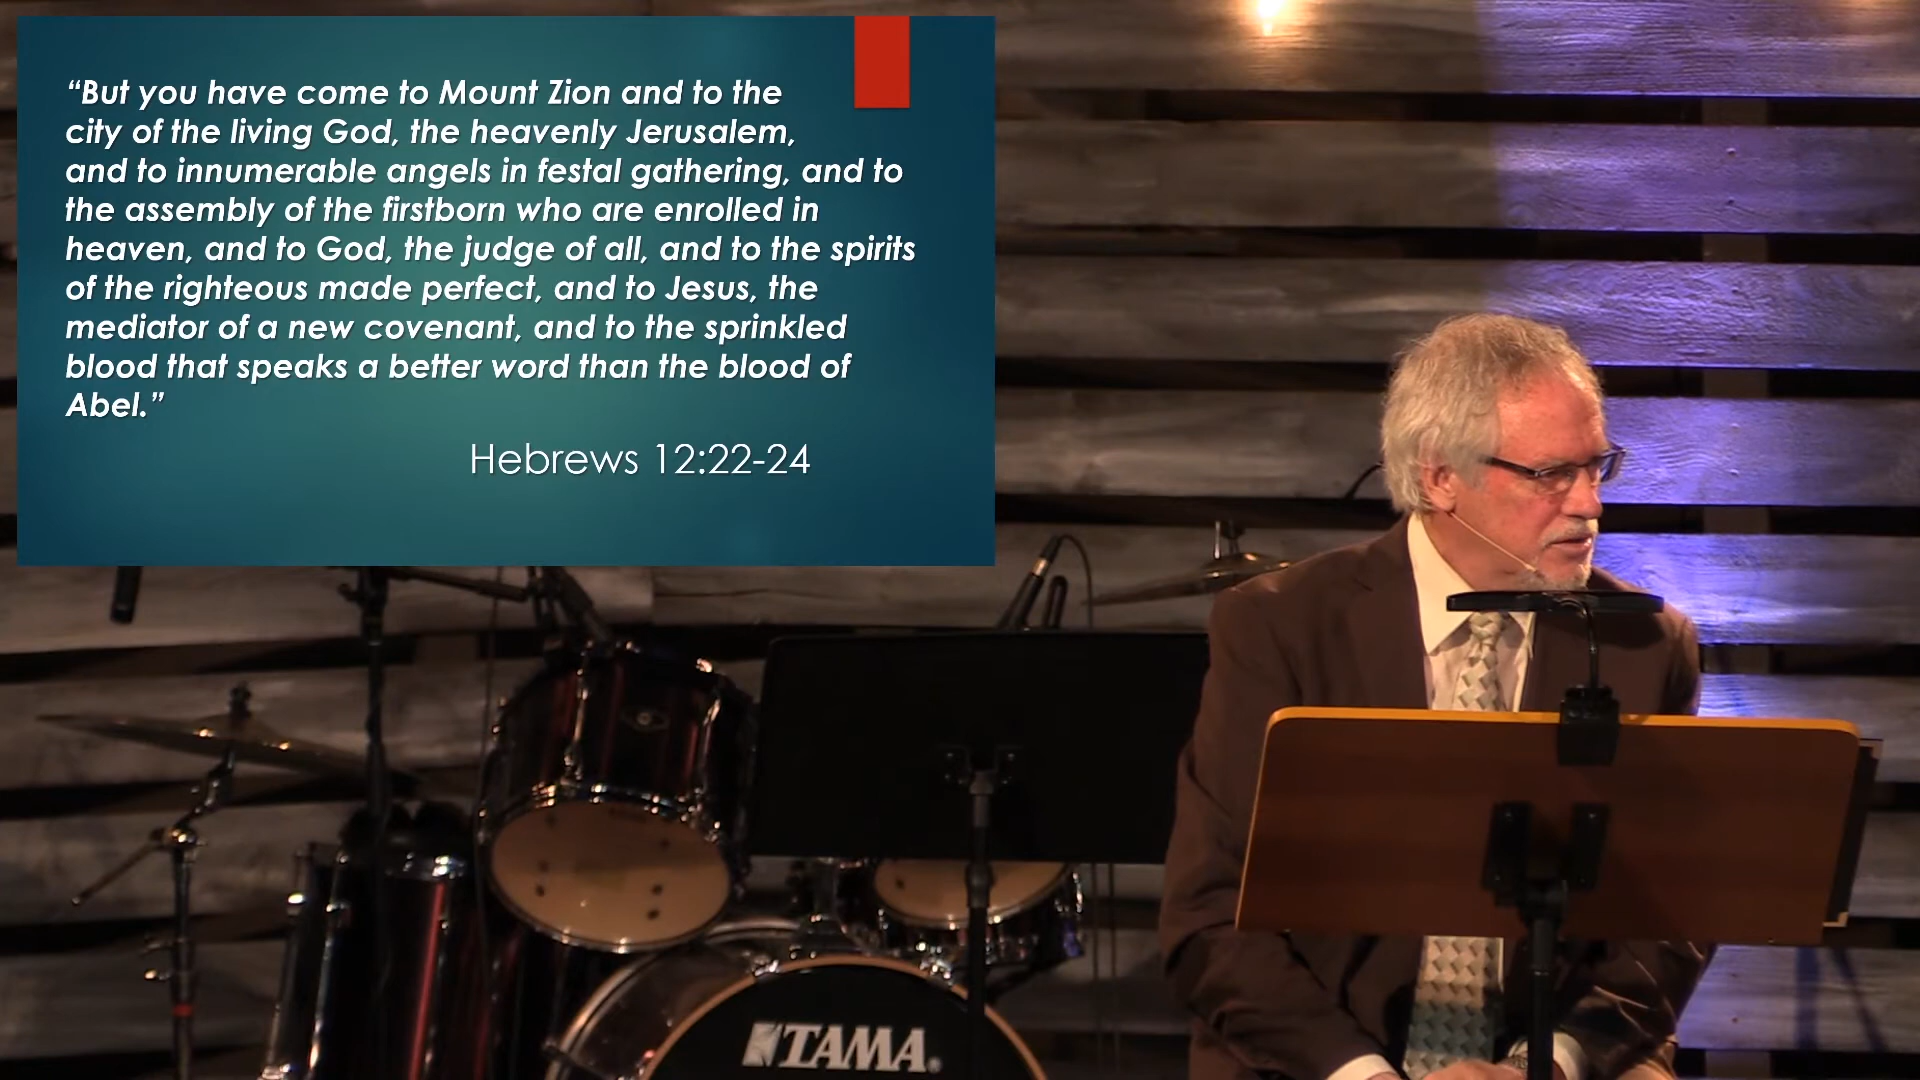 “But you have come to Mount Zion and to the
city of the living God, the heavenly Jerusalem,
and to innumerable angels in festal gathering, and to
the assembly of the firstborn who are enrolled in
heaven, and to God, the judge of all, and to the spirits
of the righteous made perfect, and to Jesus, the
mediator of a new covenant, and to the sprinkled
blood that speaks a better word than the blood of
Abel.”
Hebrews 12:22-24
TAMA®